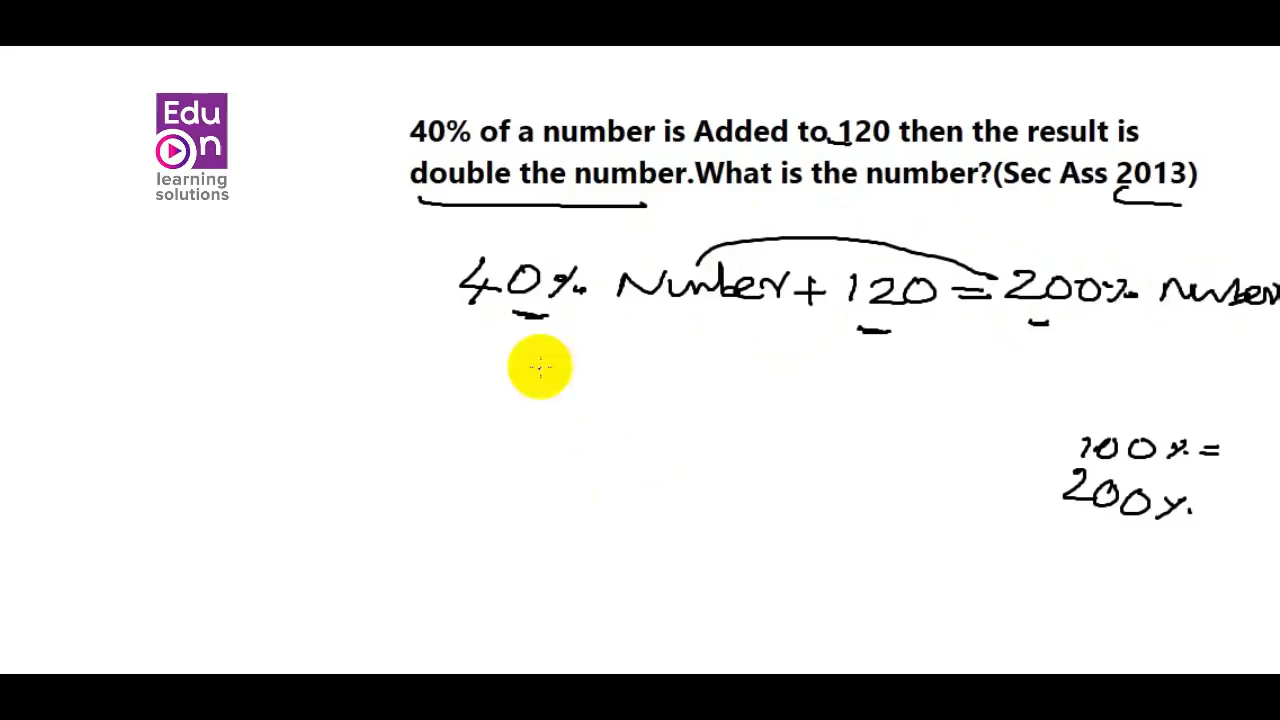 Edu
On
learning
solutions
40% of a number is Added to 120 then the result is
double the number.What is the number?(Sec Ass 2013)
40% Number + 120 = 200% Number
100% =
200%